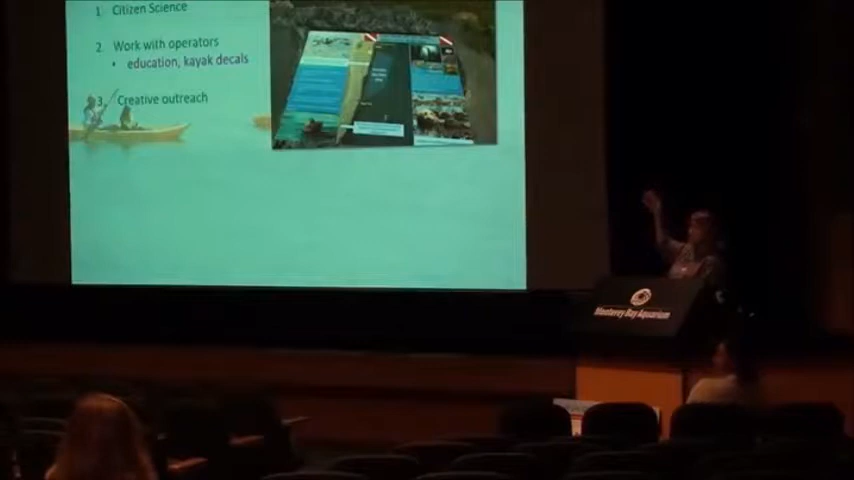 1 Citizen Science
2 Work with operators
• education, kayak decals
3 Creative outreach
Monterey Bay Aquarium